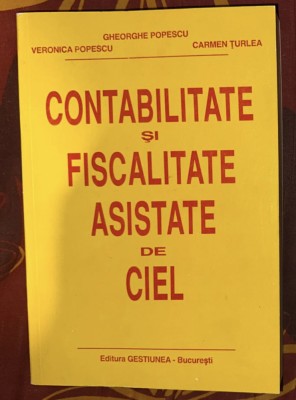 GHEORGHE POPESCU
VERONICA POPESCU CARMEN ȚURLEA
CONTABILITATE
ȘI
FISCALITATE
ASISTATE
DE
CIEL
Editura GESTIUNEA - București